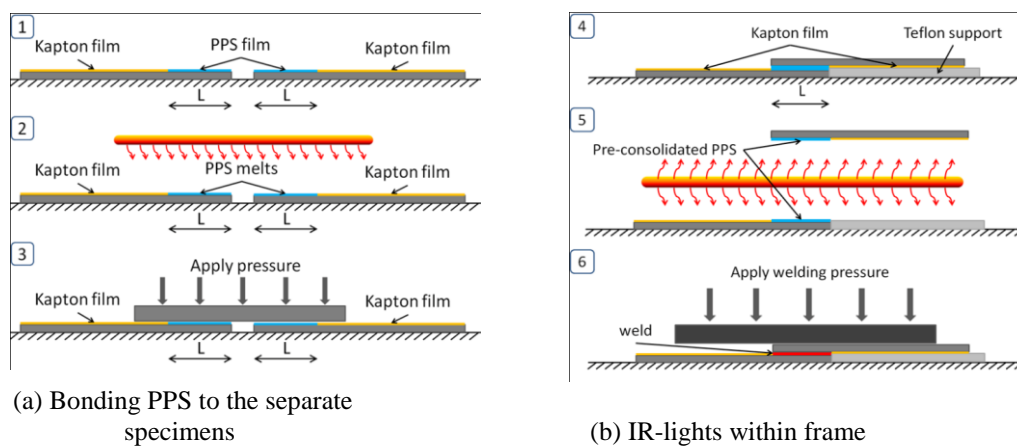 1
Kapton film
PPS film
Kapton film
L
L
2
Kapton film
PPS melts
Kapton film
L
L
3
Apply pressure
Kapton film
Kapton film
L
L
(a) Bonding PPS to the separate
specimens
4
Kapton film
Teflon support
L
5
Pre-consolidated PPS
6
Apply welding pressure
weld
(b) IR-lights within frame